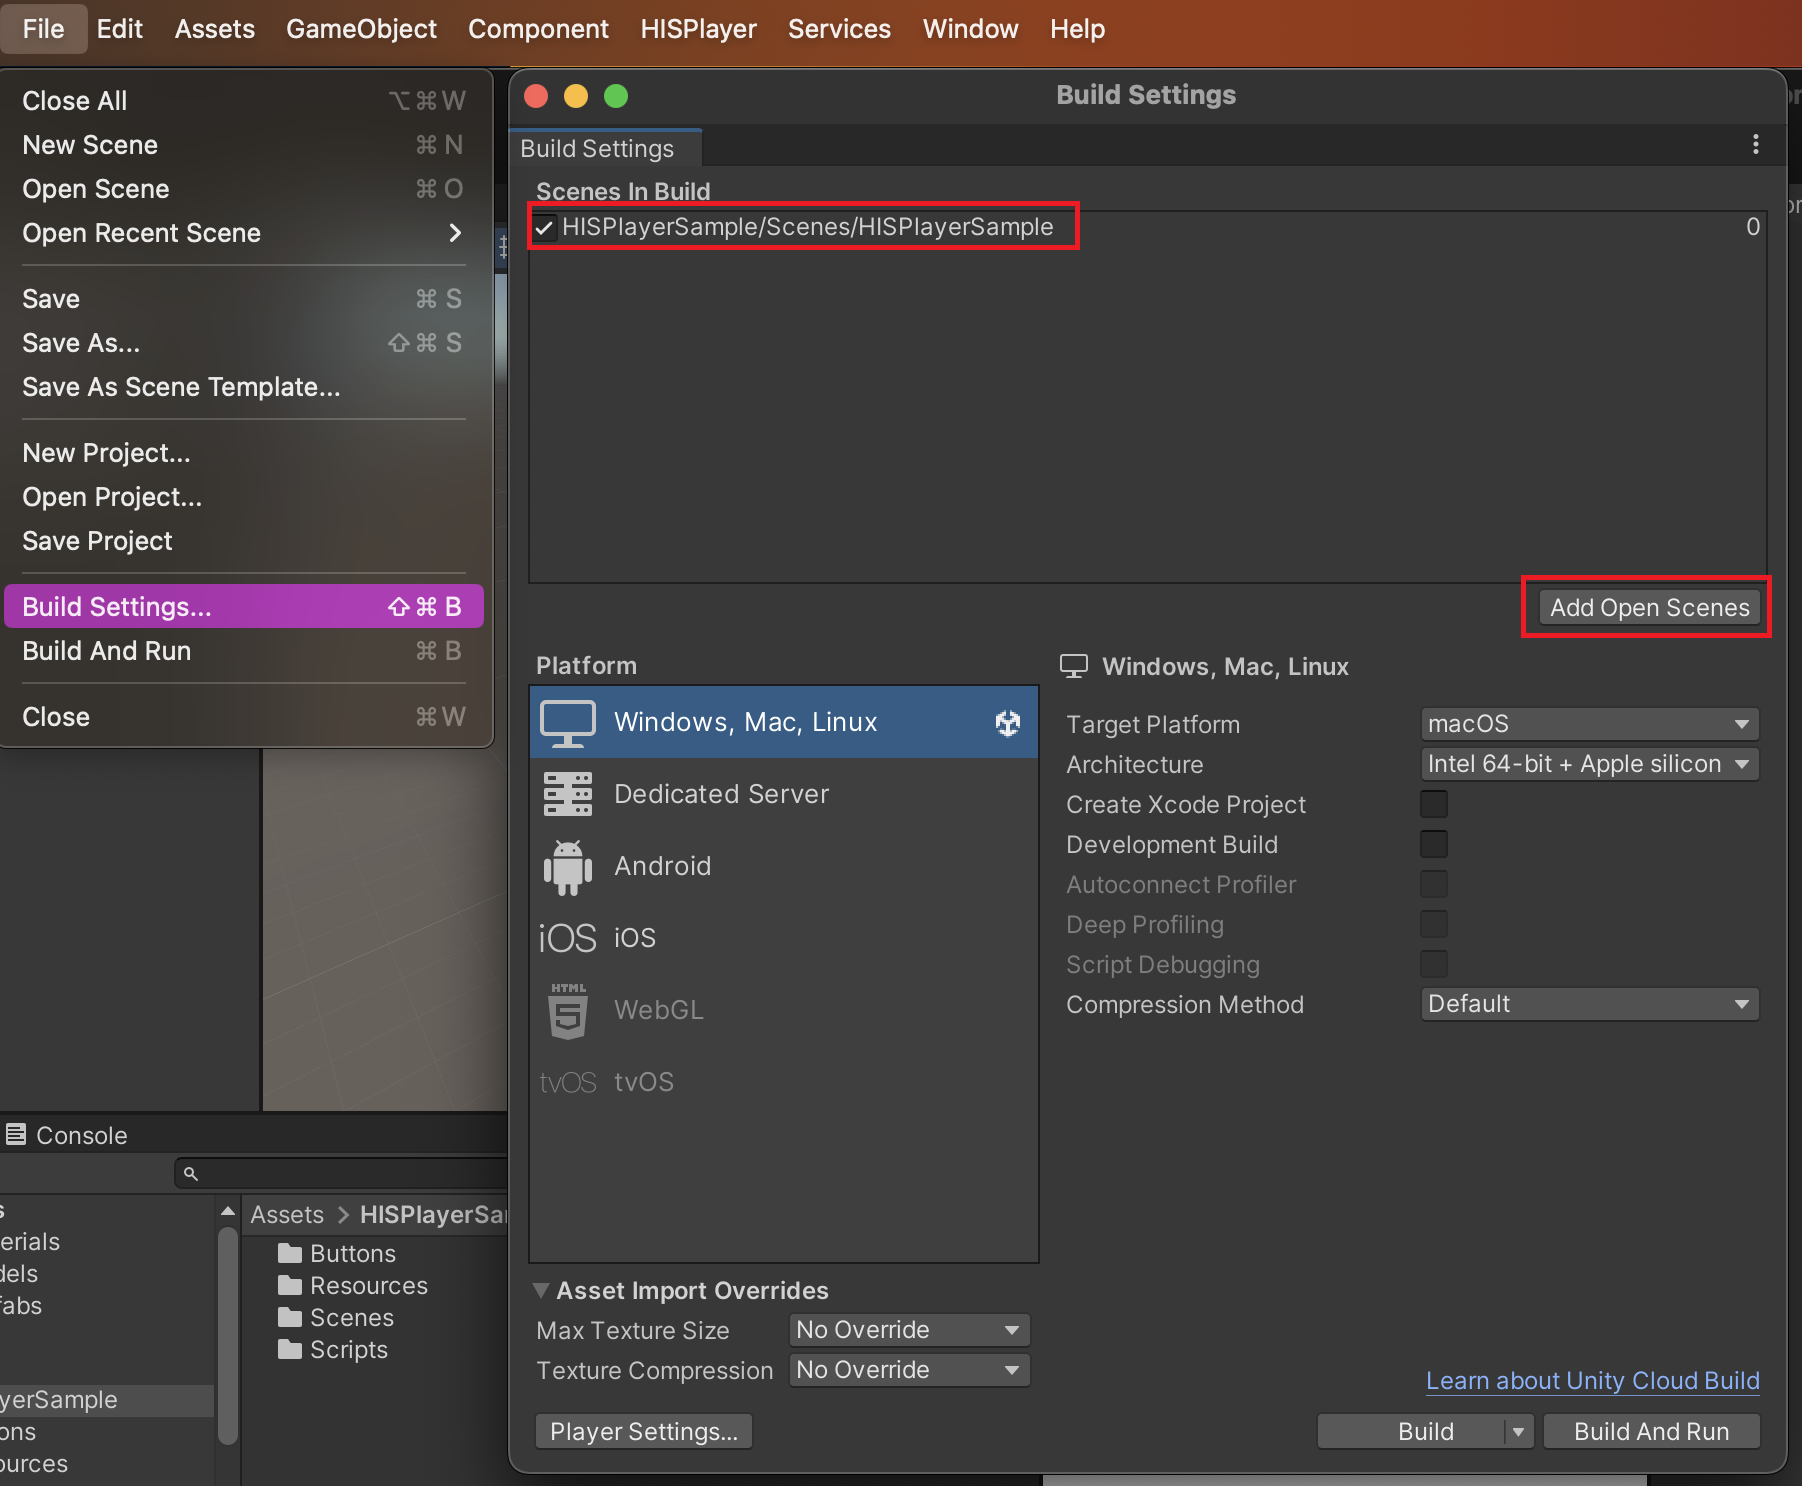 File Edit Assets GameObject Component HISPlayer Services Window Help
Close All ⌥⌘W
New Scene ⌘N
Open Scene ⌘O
Open Recent Scene
Save ⌘S
Save As... ⇧⌘S
Save As Scene Template...
New Project...
Open Project...
Save Project
Build Settings... ⇧⌘B
Build And Run ⌘B
Close ⌘W
Build Settings
Build Settings
Scenes In Build
HISPlayerSample/Scenes/HISPlayerSample 0
Add Open Scenes
Platform
Windows, Mac, Linux
Dedicated Server
Android
iOS iOS
HTML 5 WebGL
tvOS tvOS
Windows, Mac, Linux
Target Platform macOS
Architecture Intel 64-bit + Apple silicon
Create Xcode Project
Development Build
Autoconnect Profiler
Deep Profiling
Script Debugging
Compression Method Default
Asset Import Overrides
Max Texture Size No Override
Texture Compression No Override
Learn about Unity Cloud Build
Player Settings... Build Build And Run
Console
s
erials
dels
fabs
yerSample
ons
ources
Assets > HISPlayerSa
Buttons
Resources
Scenes
Scripts